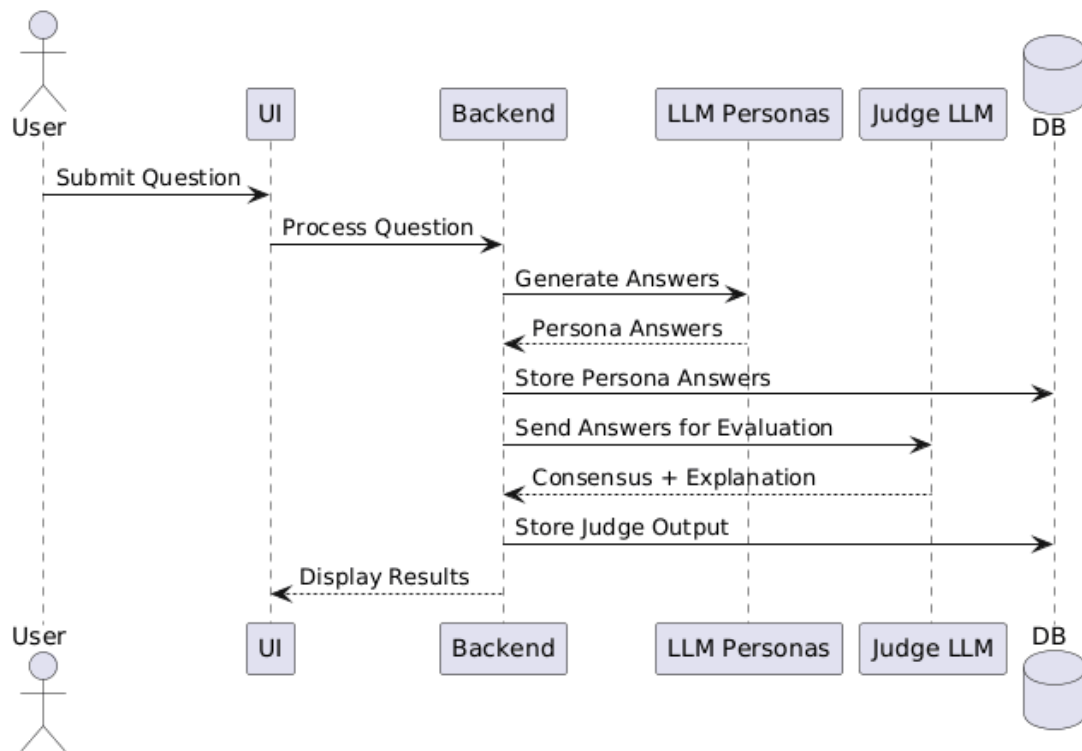 User
UI
Backend
LLM Personas
Judge LLM
DB
Submit Question
Process Question
Generate Answers
Persona Answers
Store Persona Answers
Send Answers for Evaluation
Consensus + Explanation
Store Judge Output
Display Results
User
UI
Backend
LLM Personas
Judge LLM
DB